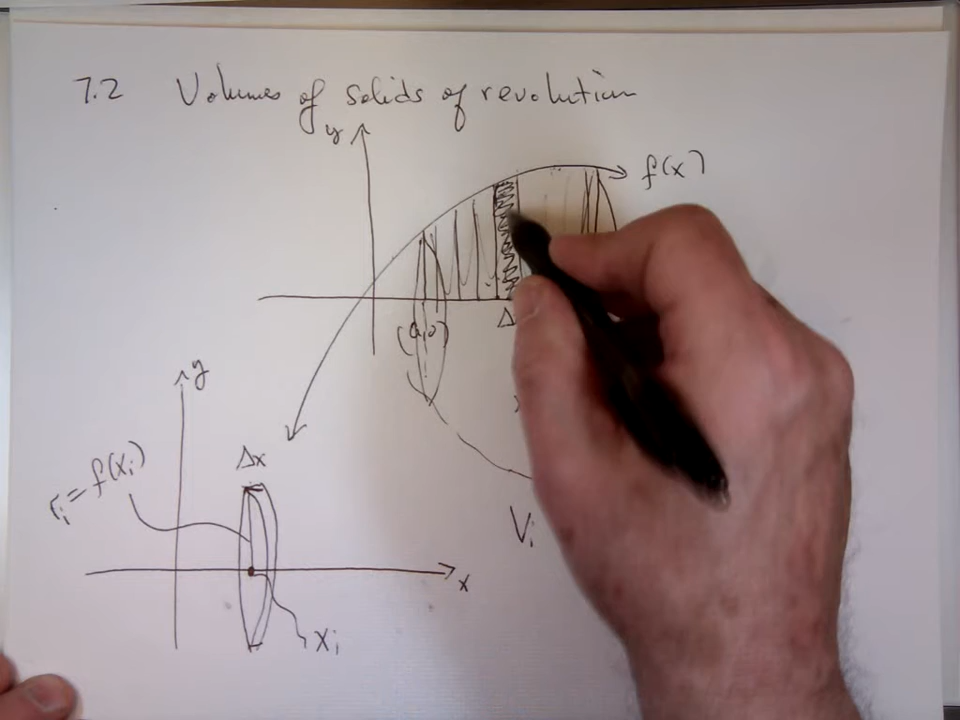 7.2 Volumes of solids of revolution
y
f(x)
Δ
(a,0)
y
Δx
rᵢ = f(xᵢ)
Vᵢ
x
xᵢ